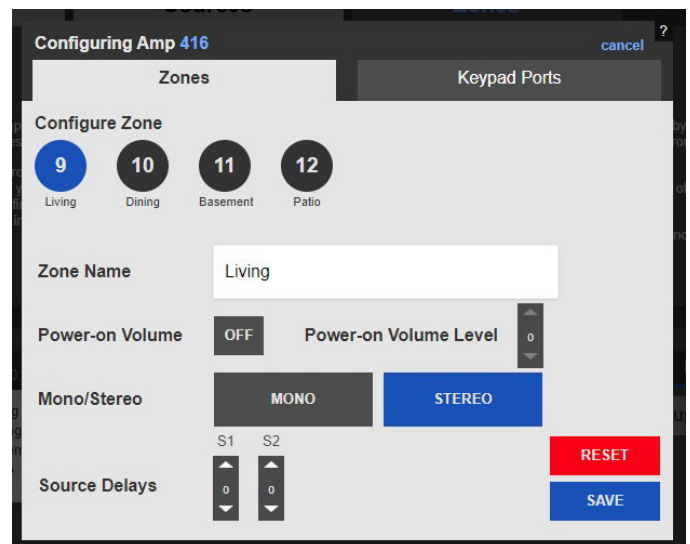 Configuring Amp 416
cancel
?
Zones
Keypad Ports
Configure Zone
9 10 11 12
Living Dining Basement Patio
Zone Name Living
Power-on Volume OFF Power-on Volume Level 0
Mono/Stereo MONO STEREO
S1 S2
RESET
Source Delays 0 0
SAVE